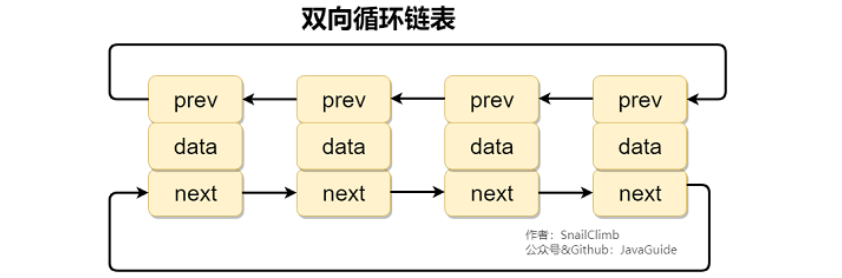 双向循环链表
prev prev prev prev
data data data data
next next next next
作者：SnailClimb
公众号&Github：JavaGuide